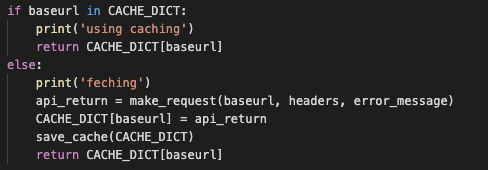 if baseurl in CACHE_DICT:
    print('using caching')
    return CACHE_DICT[baseurl]
else:
    print('feching')
    api_return = make_request(baseurl, headers, error_message)
    CACHE_DICT[baseurl] = api_return
    save_cache(CACHE_DICT)
    return CACHE_DICT[baseurl]